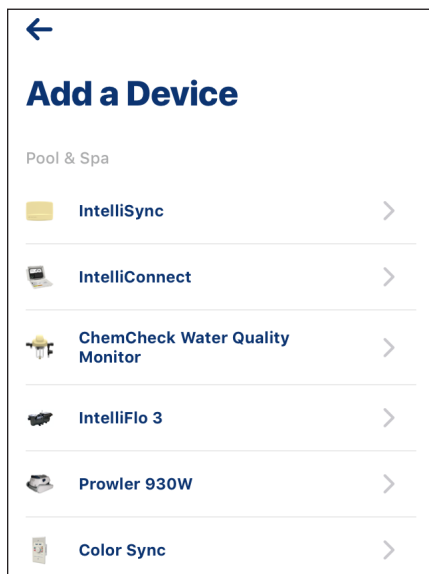 Add a Device
Pool & Spa
IntelliSync
IntelliConnect
ChemCheck Water Quality
Monitor
IntelliFlo 3
Prowler 930W
Color Sync